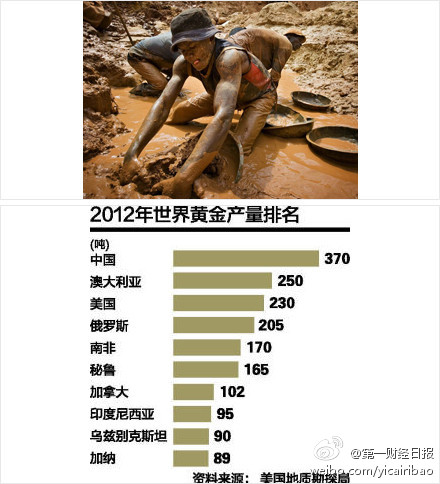 2012年世界黄金产量排名
(吨)
中国 370
澳大利亚 250
美国 230
俄罗斯 205
南非 170
秘鲁 165
加拿大 102
印度尼西亚 95
乌兹别克斯坦 90
加纳 89
@第一财经日报
weibo.com/yicairibao
资料来源: 美国地质勘探局